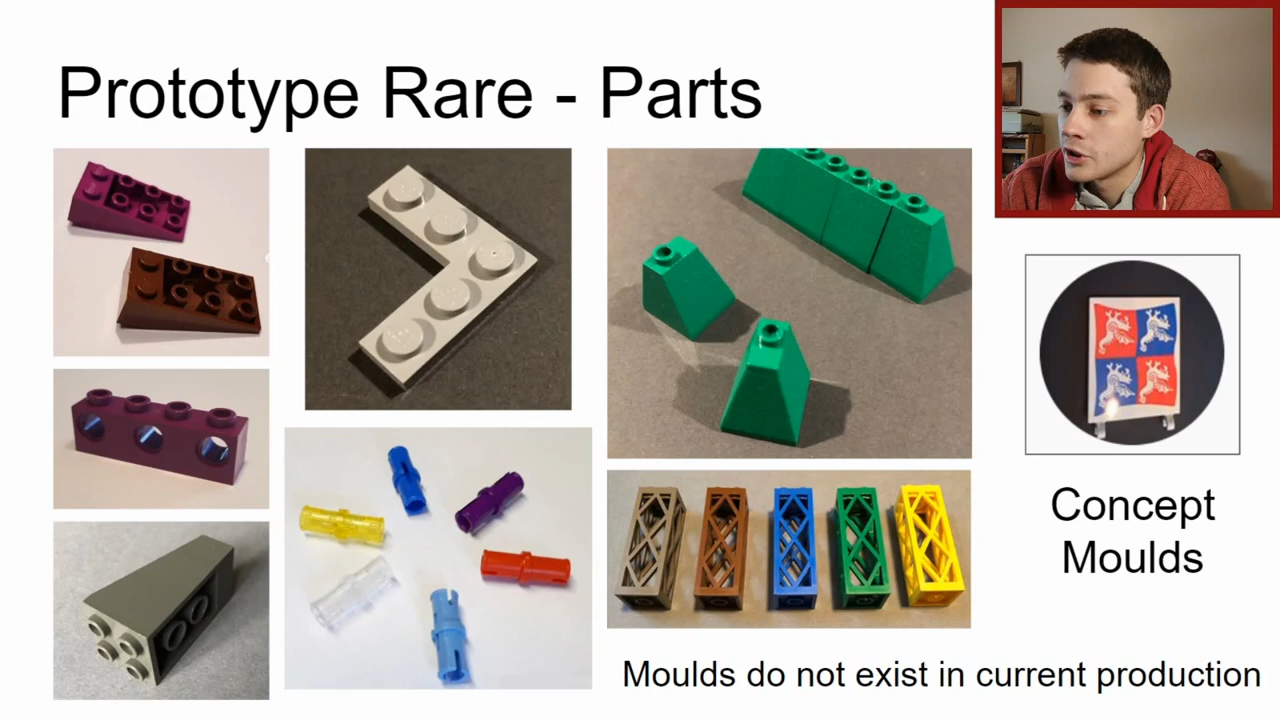 Prototype Rare - Parts
Concept
Moulds
Moulds do not exist in current production